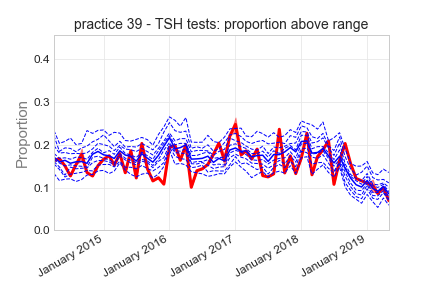 practice 39 - TSH tests: proportion above range
Proportion
0.4
0.3
0.2
0.1
0.0
January 2015
January 2016
January 2017
January 2018
January 2019